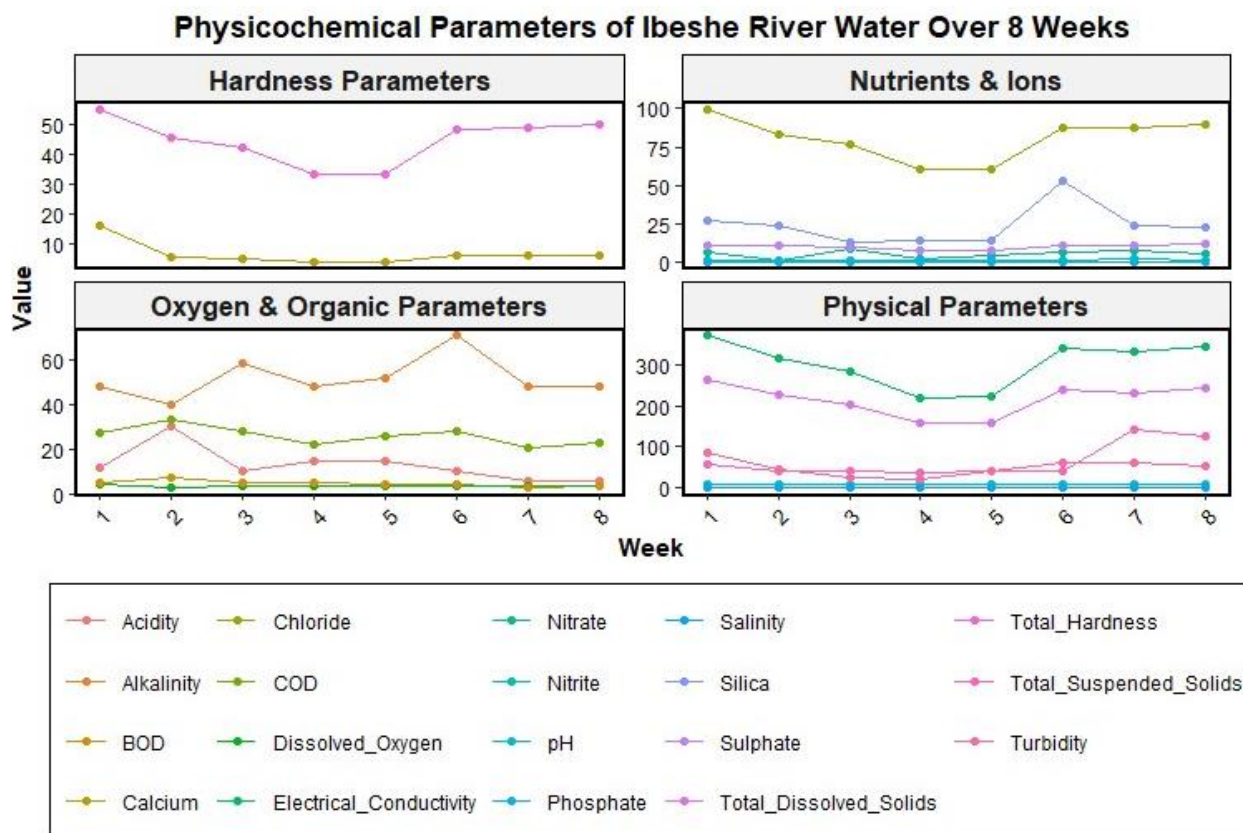 Physicochemical Parameters of Ibeshe River Water Over 8 Weeks
Hardness Parameters
50
40
30
20
10
Nutrients & Ions
100
75
50
25
0
Oxygen & Organic Parameters
60
40
20
0
1 2 3 4 5 6 7 8
Physical Parameters
300
200
100
0
1 2 3 4 5 6 7 8
Value
Week
Acidity Chloride Nitrate Salinity Total_Hardness
Alkalinity COD Nitrite Silica Total_Suspended_Solids
BOD Dissolved_Oxygen pH Sulphate Turbidity
Calcium Electrical_Conductivity Phosphate Total_Dissolved_Solids